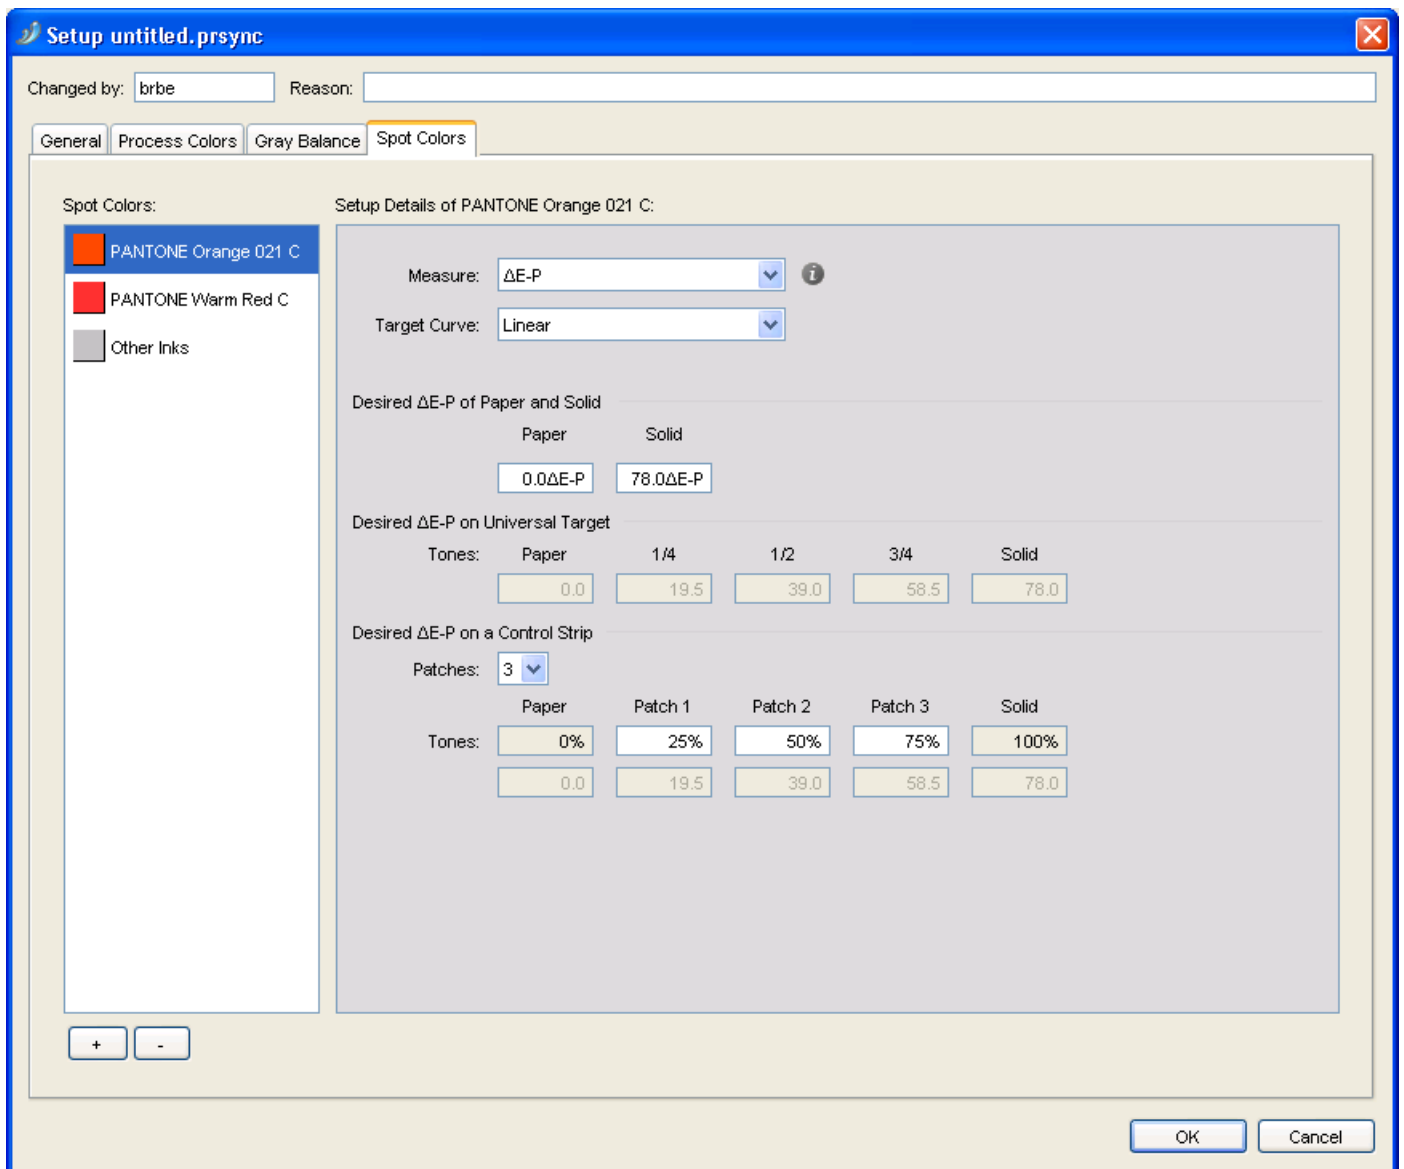 Setup untitled.prsync
Changed by: brbe Reason:
General Process Colors Gray Balance Spot Colors
Spot Colors: Setup Details of PANTONE Orange 021 C:
PANTONE Orange 021 C
PANTONE Warm Red C
Other Inks
Measure: ΔE-P i
Target Curve: Linear
Desired ΔE-P of Paper and Solid
Paper Solid
0.0ΔE-P 78.0ΔE-P
Desired ΔE-P on Universal Target
Tones: Paper 1/4 1/2 3/4 Solid
0.0 19.5 39.0 58.5 78.0
Desired ΔE-P on a Control Strip
Patches: 3
Paper Patch 1 Patch 2 Patch 3 Solid
Tones: 0% 25% 50% 75% 100%
0.0 19.5 39.0 58.5 78.0
+ -
OK Cancel